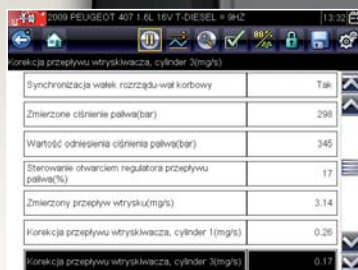 2009 PEUGEOT 407 1.6L 16V T-DIESEL = 9HZ 13:32
88%
Korekcja przepływu wtryskiwacza, cylinder 3(mg/s)
Synchronizacja wałek rozrządu-wał korbowy Tak
Zmierzone ciśnienie paliwa(bar) 298
Wartość odniesienia ciśnienia paliwa(bar) 345
Sterowanie otwarciem regulatora przepływu
paliwa(%) 17
Zmierzony przepływ wtrysku(mg/s) 3.14
Korekcja przepływu wtryskiwacza, cylinder 1(mg/s) 0.26
Korekcja przepływu wtryskiwacza, cylinder 3(mg/s) 0.17